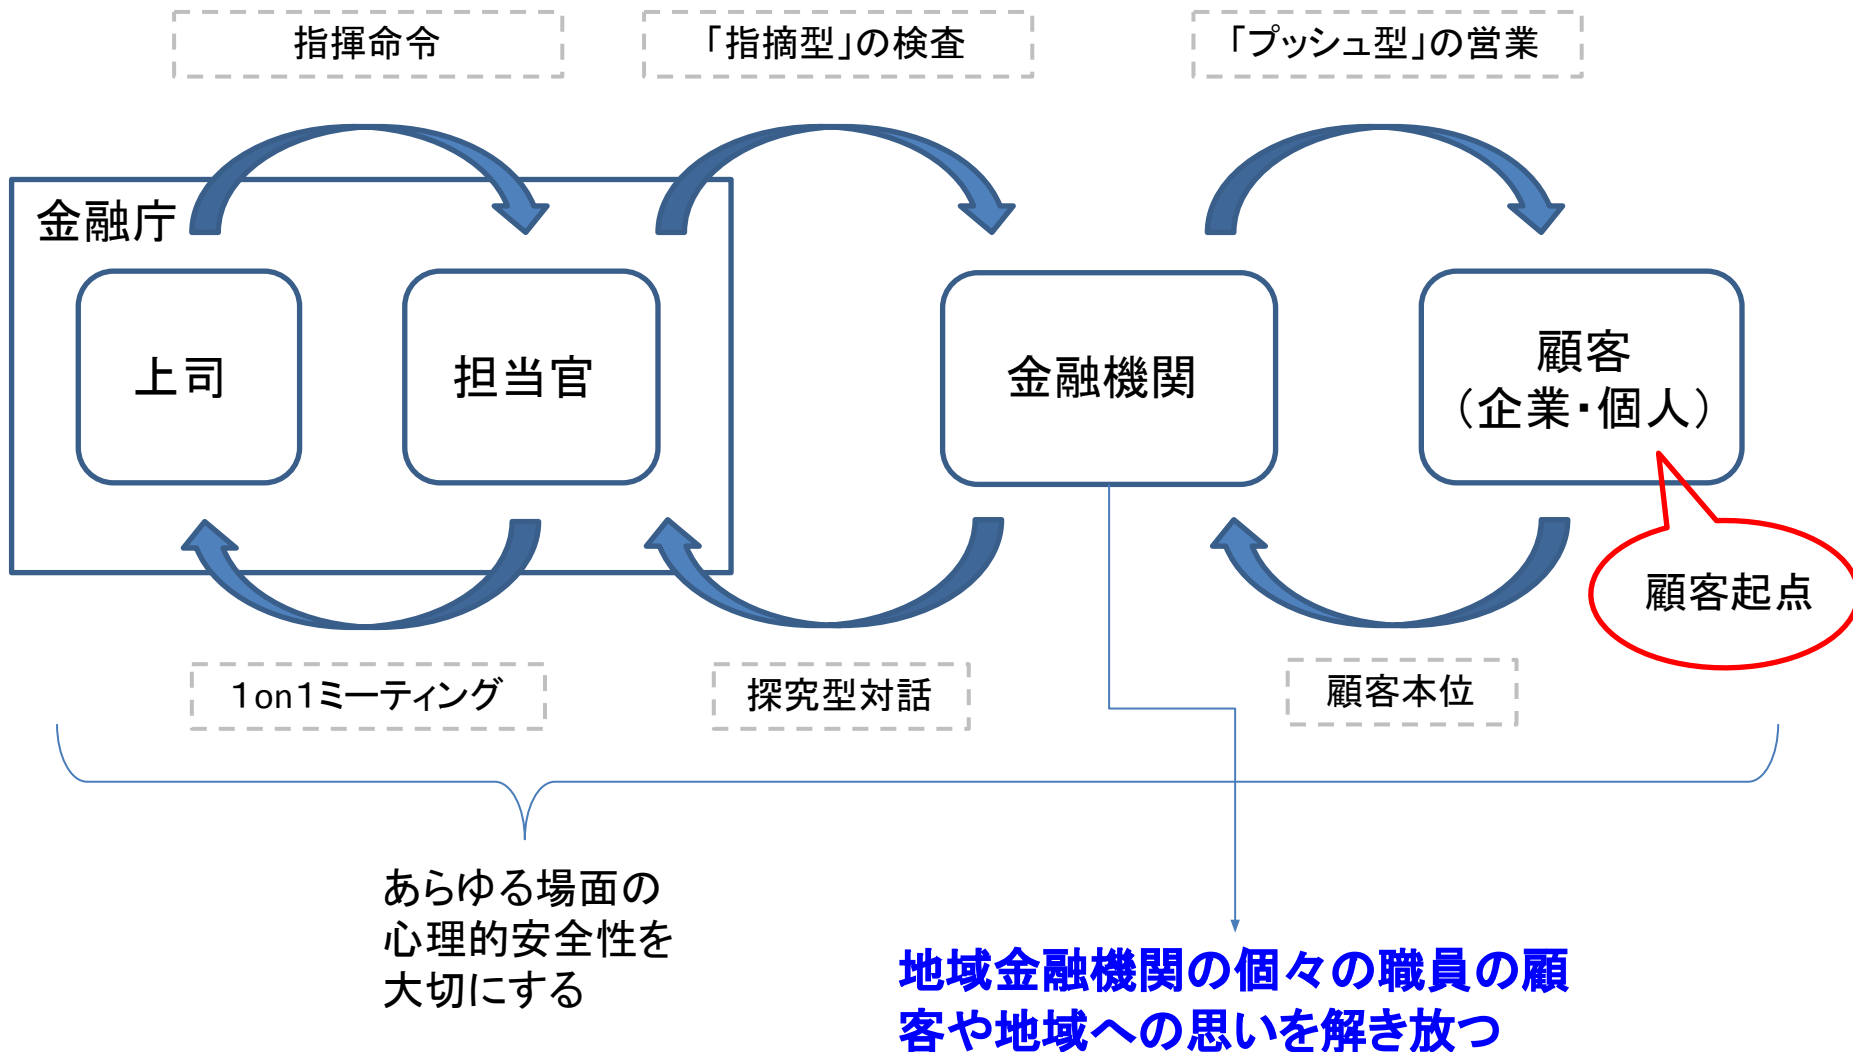 指揮命令
「指摘型」の検査
「プッシュ型」の営業
金融庁
上司
担当官
金融機関
顧客
（企業・個人）
顧客起点
１on１ミーティング
探究型対話
顧客本位
あらゆる場面の
心理的安全性を
大切にする
地域金融機関の個々の職員の顧
客や地域への思いを解き放つ